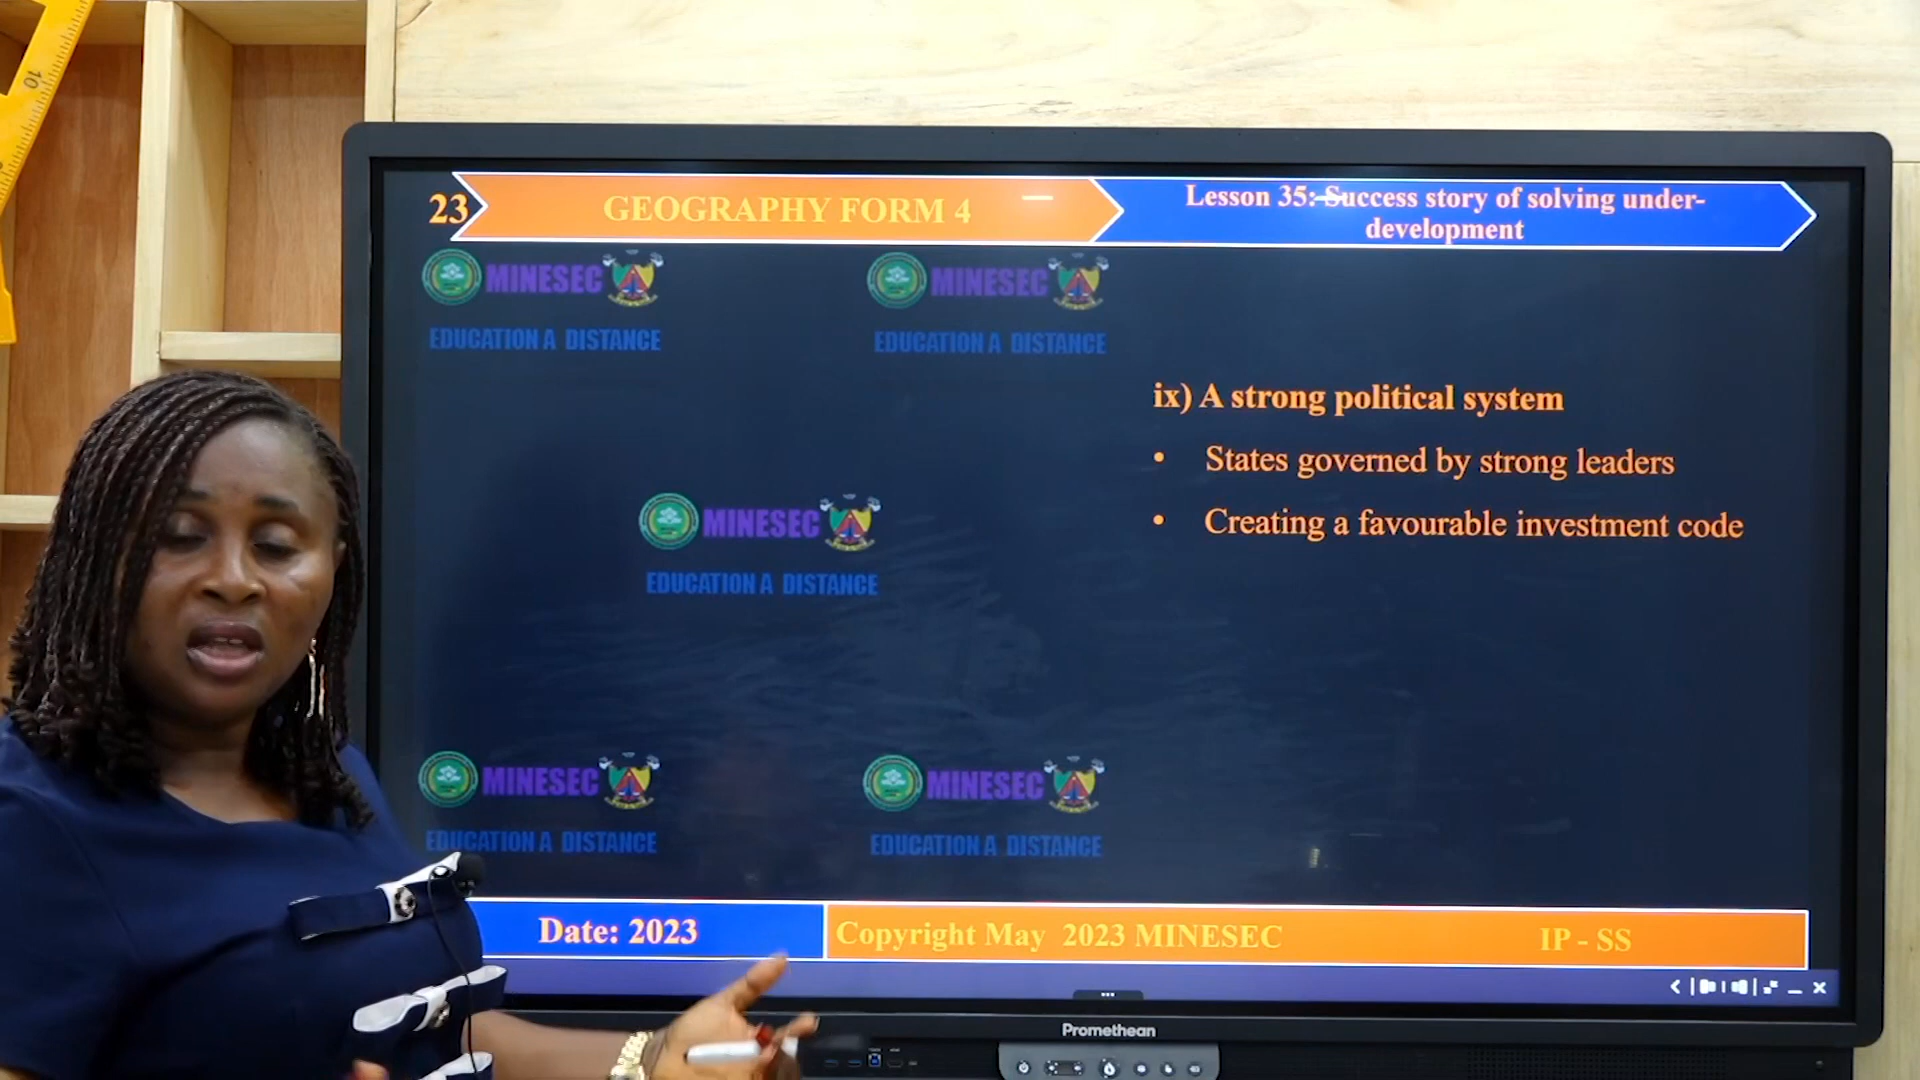 10
23
GEOGRAPHY FORM 4
Lesson 35: Success story of solving under-
development
MINESEC
EDUCATION A DISTANCE
MINESEC
EDUCATION A DISTANCE
ix) A strong political system
• States governed by strong leaders
• Creating a favourable investment code
MINESEC
EDUCATION A DISTANCE
MINESEC
EDUCATION A DISTANCE
MINESEC
EDUCATION A DISTANCE
Date: 2023
Copyright May 2023 MINESEC
IP - SS
Promethean